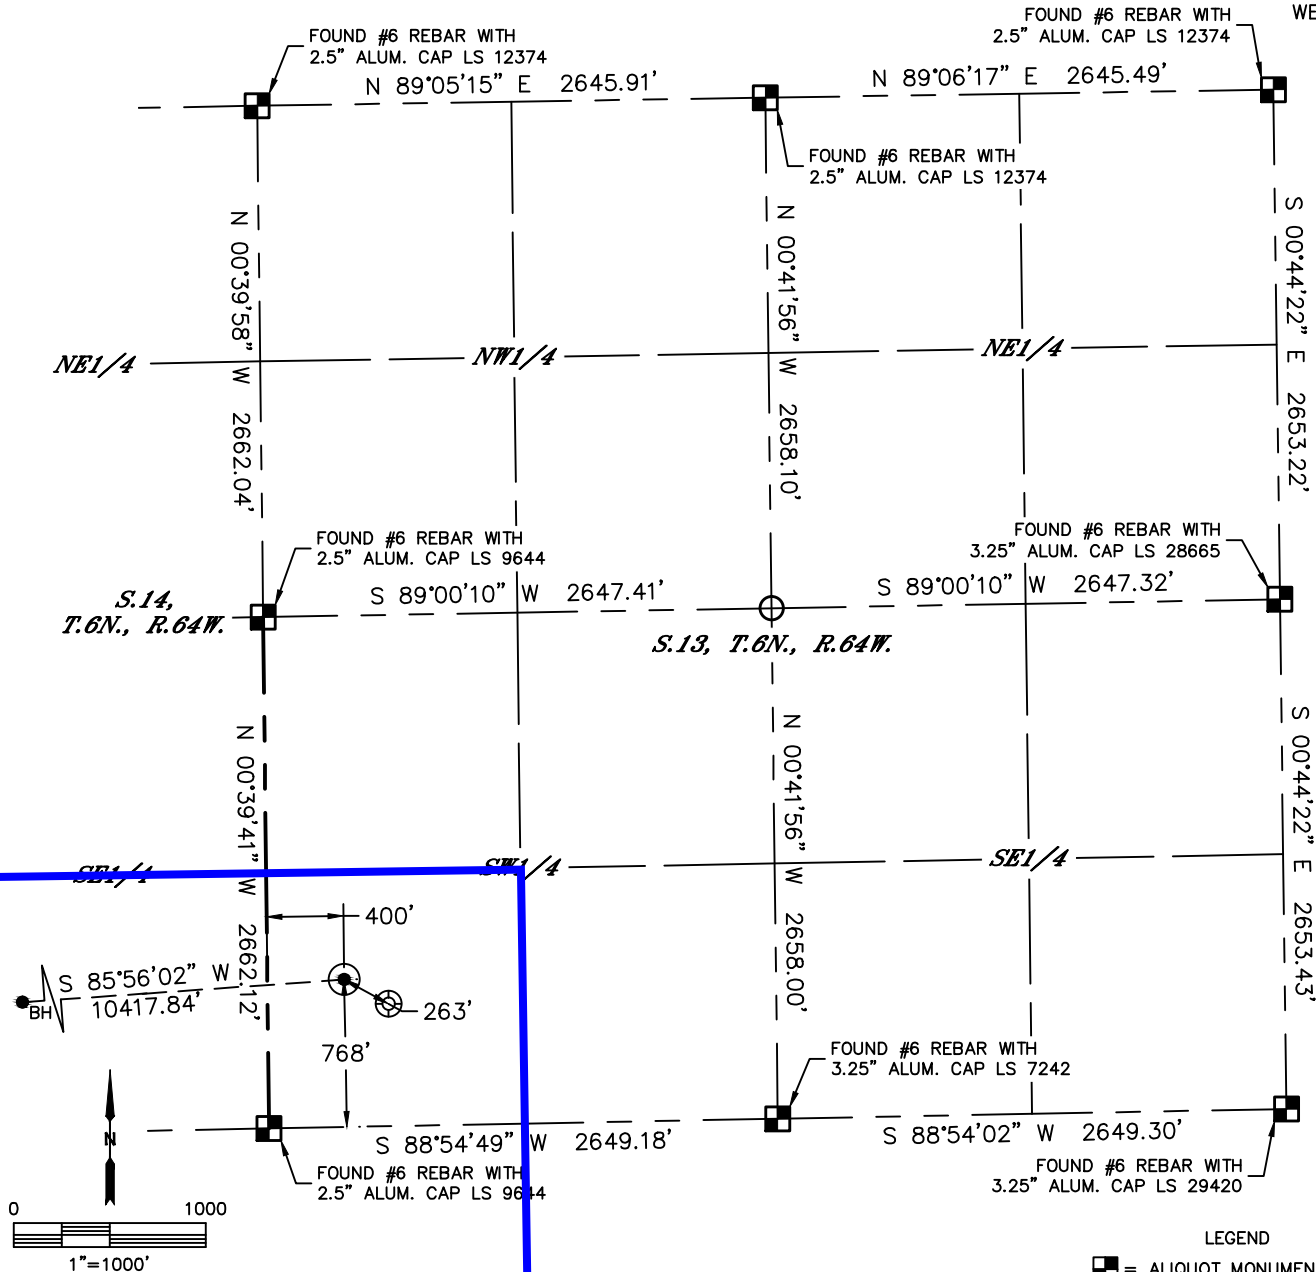 WE
FOUND #6 REBAR WITH
2.5" ALUM. CAP LS 12374
FOUND #6 REBAR WITH
2.5" ALUM. CAP LS 12374
N 89°05'15" E 2645.91'
N 89°06'17" E 2645.49'
FOUND #6 REBAR WITH
2.5" ALUM. CAP LS 12374
N 00°39'58" W 2662.04'
N 00°41'56" W 2658.10'
S 00°44'22" E 2653.22'
NE1/4
NW1/4
NE1/4
FOUND #6 REBAR WITH
2.5" ALUM. CAP LS 9644
FOUND #6 REBAR WITH
3.25" ALUM. CAP LS 28665
S.14,
T.6N., R.64W.
S 89°00'10" W 2647.41'
S 89°00'10" W 2647.32'
S.13, T.6N., R.64W.
N 00°39'41" W 2662.12'
N 00°41'56" W 2658.00'
S 00°44'22" E 2653.43'
SE1/4
SW1/4
SE1/4
400'
S 85°56'02" W
10417.84'
BH
263'
768'
FOUND #6 REBAR WITH
3.25" ALUM. CAP LS 7242
N
S 88°54'49" W 2649.18'
S 88°54'02" W 2649.30'
FOUND #6 REBAR WITH
2.5" ALUM. CAP LS 9644
FOUND #6 REBAR WITH
3.25" ALUM. CAP LS 29420
0 1000
1"=1000'
LEGEND
= ALIQUOT MONUMEN